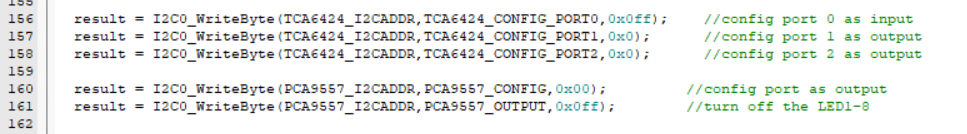 155
156 result = I2C0_WriteByte(TCA6424_I2CADDR,TCA6424_CONFIG_PORT0,0x0ff); //config port 0 as input
157 result = I2C0_WriteByte(TCA6424_I2CADDR,TCA6424_CONFIG_PORT1,0x0); //config port 1 as output
158 result = I2C0_WriteByte(TCA6424_I2CADDR,TCA6424_CONFIG_PORT2,0x0); //config port 2 as output
159
160 result = I2C0_WriteByte(PCA9557_I2CADDR,PCA9557_CONFIG,0x00); //config port as output
161 result = I2C0_WriteByte(PCA9557_I2CADDR,PCA9557_OUTPUT,0x0ff); //turn off the LED1-8
162